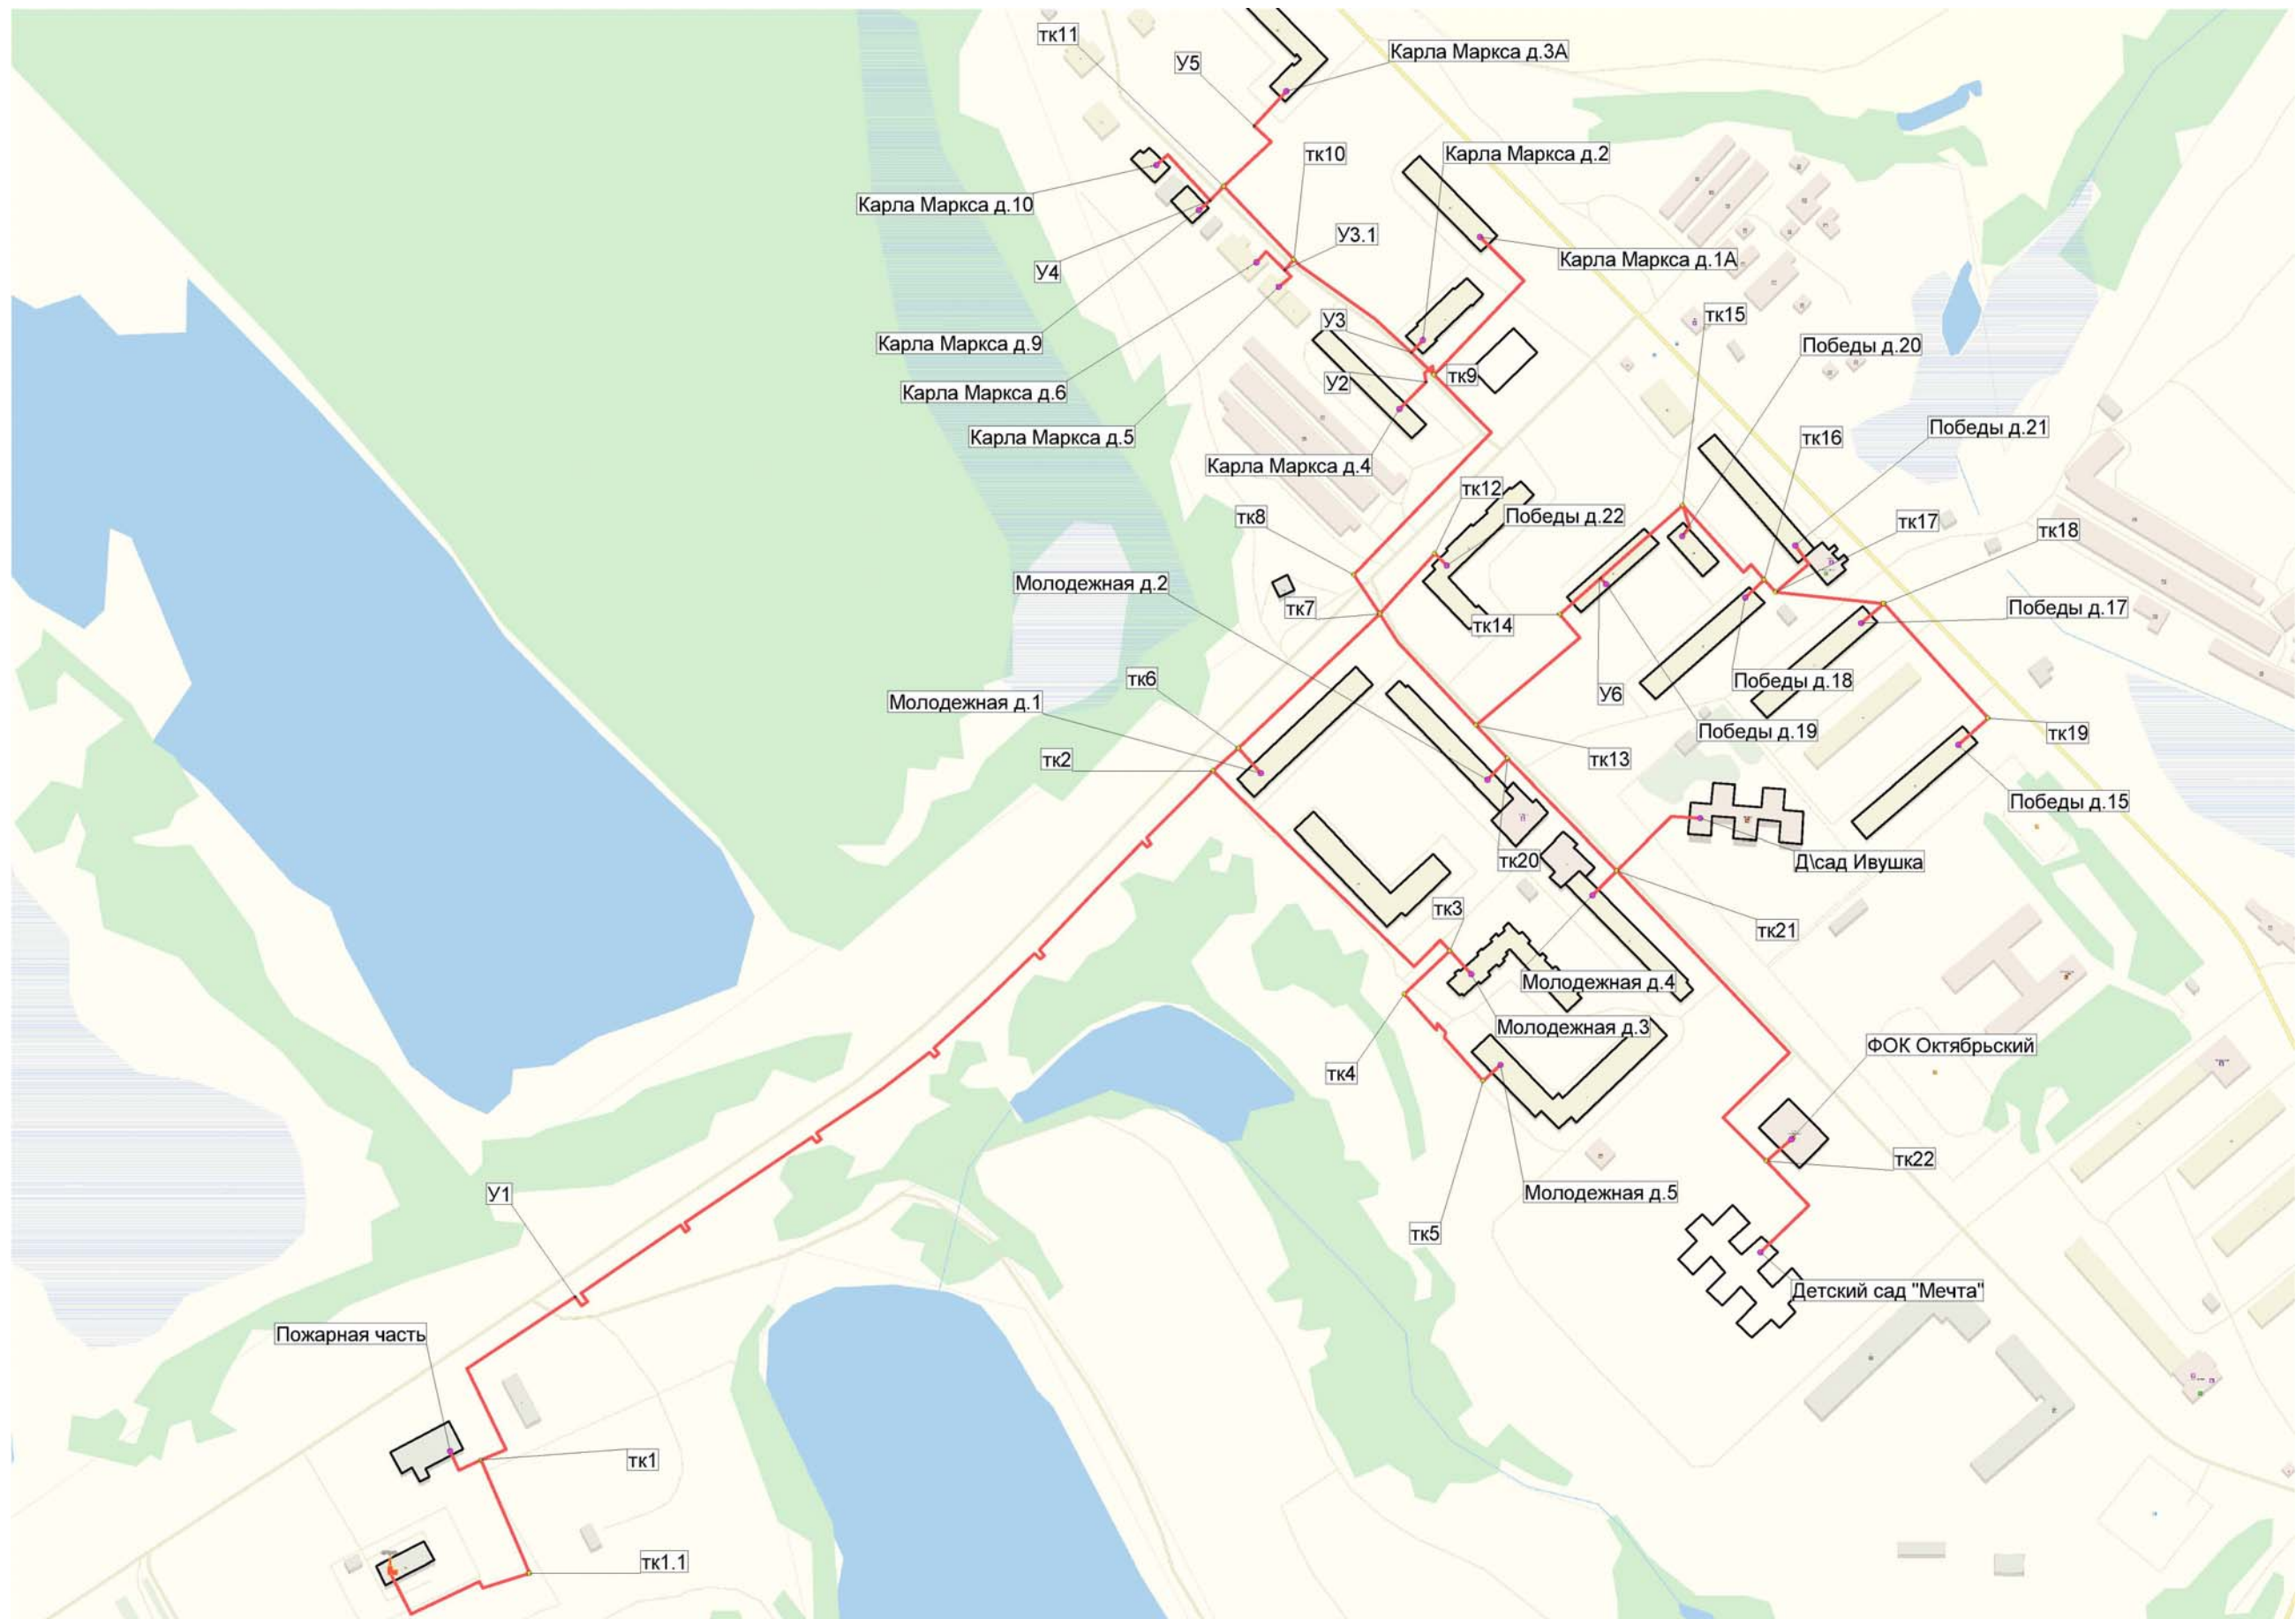 тк11
Карла Маркса д.3А
У5
тк10
Карла Маркса д.2
Карла Маркса д.10
У3.1
Карла Маркса д.1А
У4
тк15
У3
Карла Маркса д.9
Победы д.20
тк9
У2
Карла Маркса д.6
Победы д.21
тк16
Карла Маркса д.5
Карла Маркса д.4
тк12
тк8
Победы д.22
тк17
тк18
Молодежная д.2
тк7
Победы д.17
тк14
тк6
Победы д.18
У6
Молодежная д.1
Победы д.19
тк19
тк2
тк13
Победы д.15
тк20
Д\сад Ивушка
тк3
тк21
Молодежная д.4
Молодежная д.3
ФОК Октябрьский
тк4
тк22
У1
Молодежная д.5
тк5
Детский сад "Мечта"
Пожарная часть
тк1
тк1.1